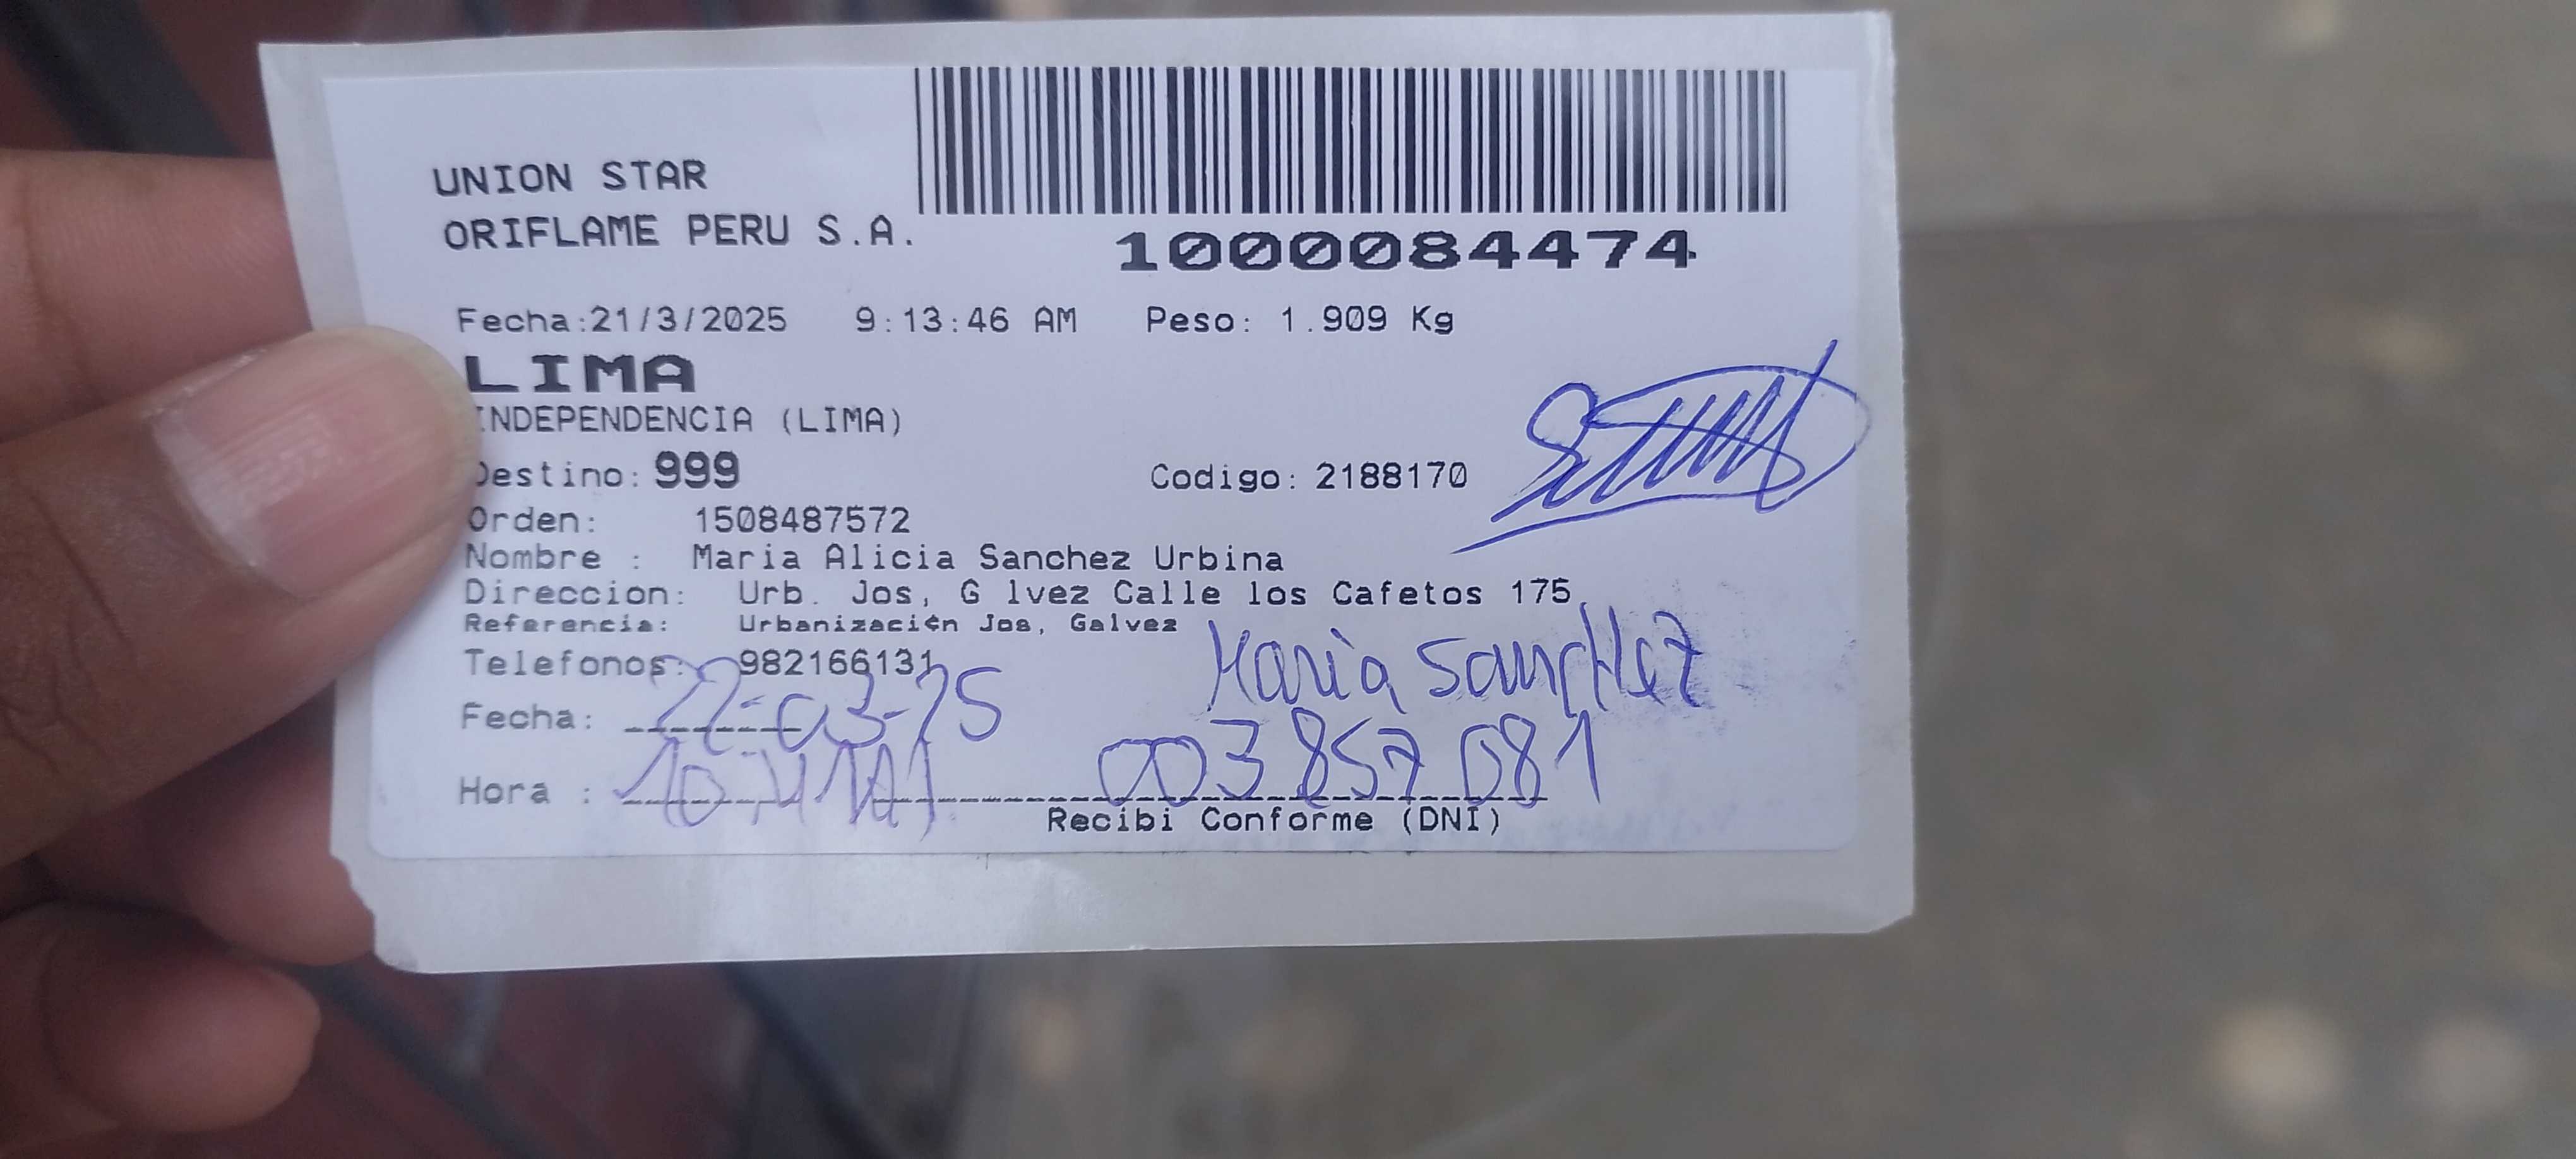 UNION STAR
ORIFLAME PERU S.A.
1000084474
Fecha:21/3/2025 9:13:46 AM Peso: 1.909 Kg
LIMA
INDEPENDENCIA (LIMA)
Destino: 999 Codigo: 2188170
Orden: 1508487572
Nombre : Maria Alicia Sanchez Urbina
Direccion: Urb. Jos, G lvez Calle los Cafetos 175,
Referencia: Urbanizaci¢n Jos, Galvez
Telefonos: 982166131
Maria Sanchez
Fecha: 22-03-25
003857081
Hora :
Recibi Conforme (DNI)